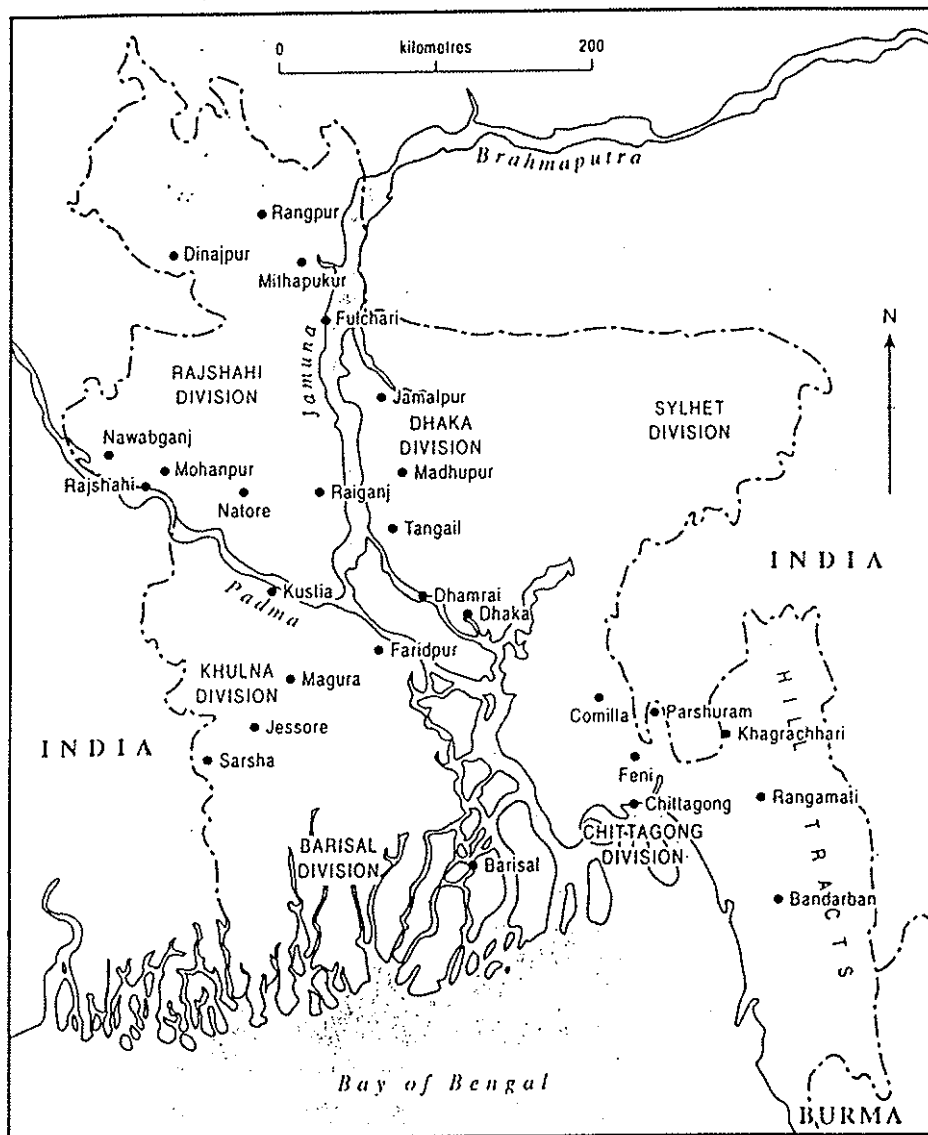 0 kilometres 200
Brahmaputra
Rangpur
Dinajpur
Mithapukur
Fulchari
Jamuna
N
RAJSHAHI
DIVISION
Jamalpur
DHAKA
DIVISION
SYLHET
DIVISION
Nawabganj
Mohanpur
Madhupur
Rajshahi
Natore
Raiganj
Tangail
INDIA
Padma
Kustia
Dhamrai
Dhaka
Faridpur
KHULNA
DIVISION
Magura
HILL TRACTS
Comilla
Parshuram
Jessore
Khagrachhari
INDIA
Sarsha
Feni
Rangamati
Chittagong
CHITTAGONG
DIVISION
BARISAL
DIVISION
Barisal
Bandarban
Bay of Bengal
BURMA